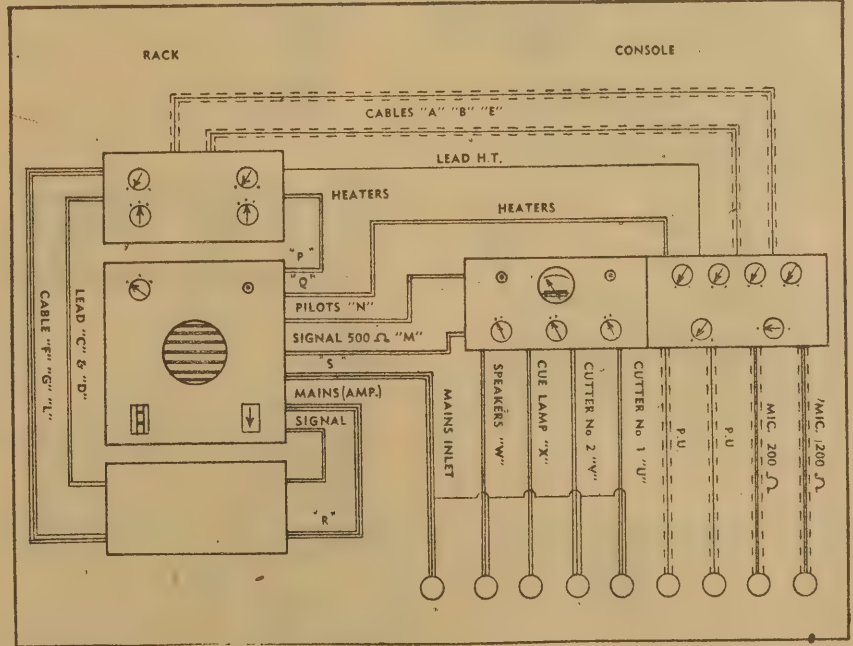 RACK
CONSOLE
CABLES "A" "B" "E"
LEAD H.T.
HEATERS
HEATERS
"P"
"Q"
PILOTS "N"
SIGNAL 500 Ω "M"
"S"
MAINS (AMP.)
SIGNAL
"R"
CABLE "F" "G" "L"
LEAD "C" & "D"
MAINS INLET
SPEAKERS "W"
CUE LAMP "X"
CUTTER No 2 "V"
CUTTER No 1 "U"
P.U
P.U
MIC. 200 Ω
MIC. 200 Ω